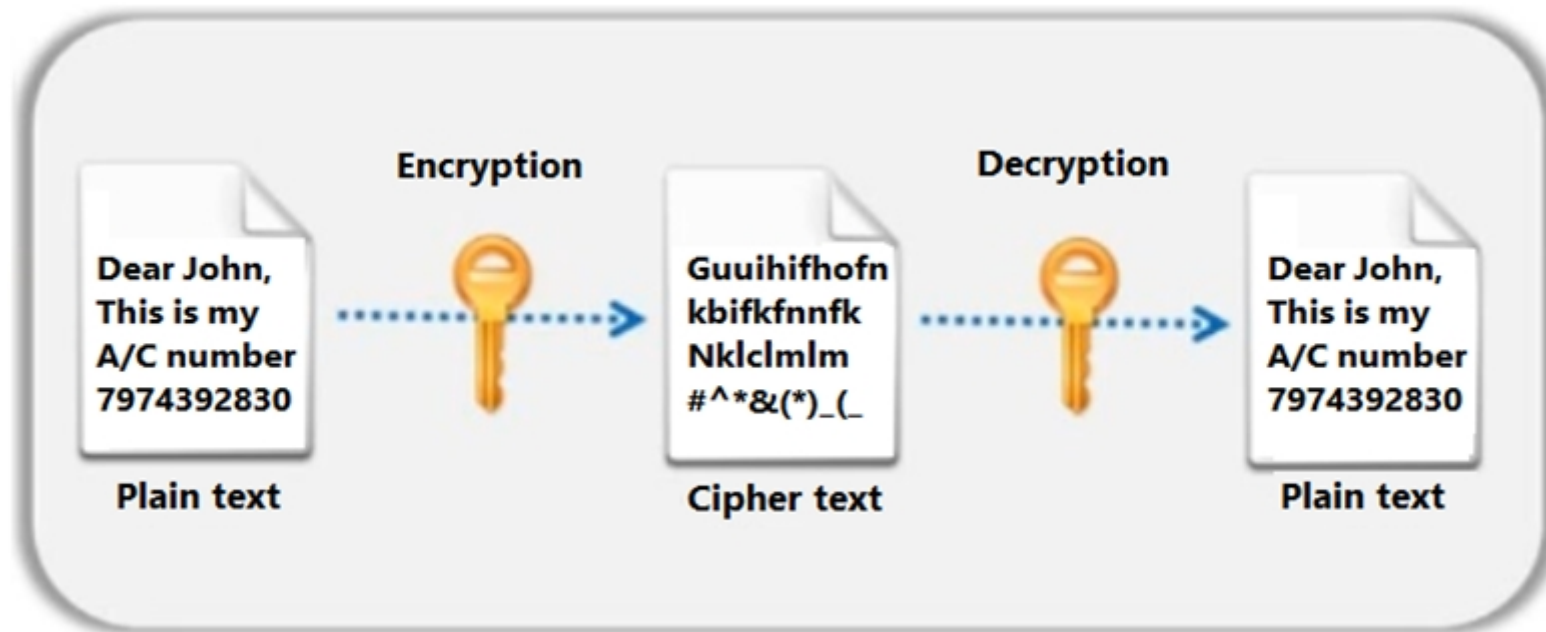 Encryption
Decryption
Dear John,
This is my
A/C number
7974392830
Plain text
Guuihifhofn
kbifkfnnfk
Nklclmlm
#^*&(*)_(_
Cipher text
Dear John,
This is my
A/C number
7974392830
Plain text